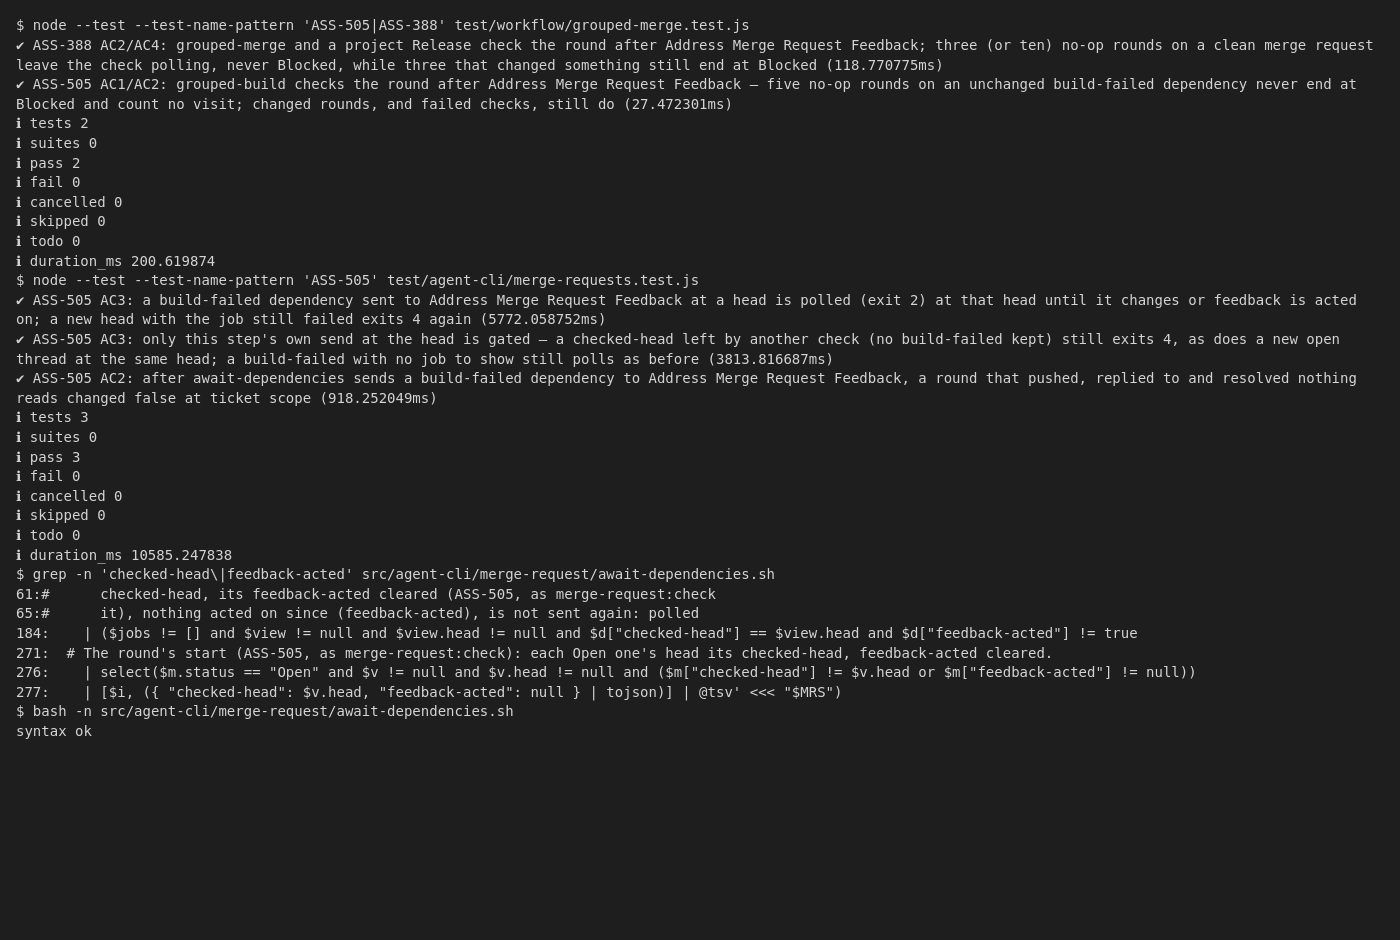 $ node --test --test-name-pattern 'ASS-505|ASS-388' test/workflow/grouped-merge.test.js
✔ ASS-388 AC2/AC4: grouped-merge and a project Release check the round after Address Merge Request Feedback; three (or ten) no-op rounds on a clean merge request
leave the check polling, never Blocked, while three that changed something still end at Blocked (118.770775ms)
✔ ASS-505 AC1/AC2: grouped-build checks the round after Address Merge Request Feedback — five no-op rounds on an unchanged build-failed dependency never end at
Blocked and count no visit; changed rounds, and failed checks, still do (27.472301ms)
ℹ tests 2
ℹ suites 0
ℹ pass 2
ℹ fail 0
ℹ cancelled 0
ℹ skipped 0
ℹ todo 0
ℹ duration_ms 200.619874
$ node --test --test-name-pattern 'ASS-505' test/agent-cli/merge-requests.test.js
✔ ASS-505 AC3: a build-failed dependency sent to Address Merge Request Feedback at a head is polled (exit 2) at that head until it changes or feedback is acted
on; a new head with the job still failed exits 4 again (5772.058752ms)
✔ ASS-505 AC3: only this step's own send at the head is gated — a checked-head left by another check (no build-failed kept) still exits 4, as does a new open
thread at the same head; a build-failed with no job to show still polls as before (3813.816687ms)
✔ ASS-505 AC2: after await-dependencies sends a build-failed dependency to Address Merge Request Feedback, a round that pushed, replied to and resolved nothing
reads changed false at ticket scope (918.252049ms)
ℹ tests 3
ℹ suites 0
ℹ pass 3
ℹ fail 0
ℹ cancelled 0
ℹ skipped 0
ℹ todo 0
ℹ duration_ms 10585.247838
$ grep -n 'checked-head\|feedback-acted' src/agent-cli/merge-request/await-dependencies.sh
61:#      checked-head, its feedback-acted cleared (ASS-505, as merge-request:check
65:#      it), nothing acted on since (feedback-acted), is not sent again: polled
184:    | ($jobs != [] and $view != null and $view.head != null and $d["checked-head"] == $view.head and $d["feedback-acted"] != true
271:  # The round's start (ASS-505, as merge-request:check): each Open one's head its checked-head, feedback-acted cleared.
276:    | select($m.status == "Open" and $v != null and $v.head != null and ($m["checked-head"] != $v.head or $m["feedback-acted"] != null))
277:    | [$i, ({ "checked-head": $v.head, "feedback-acted": null } | tojson)] | @tsv' <<< "$MRS")
$ bash -n src/agent-cli/merge-request/await-dependencies.sh
syntax ok